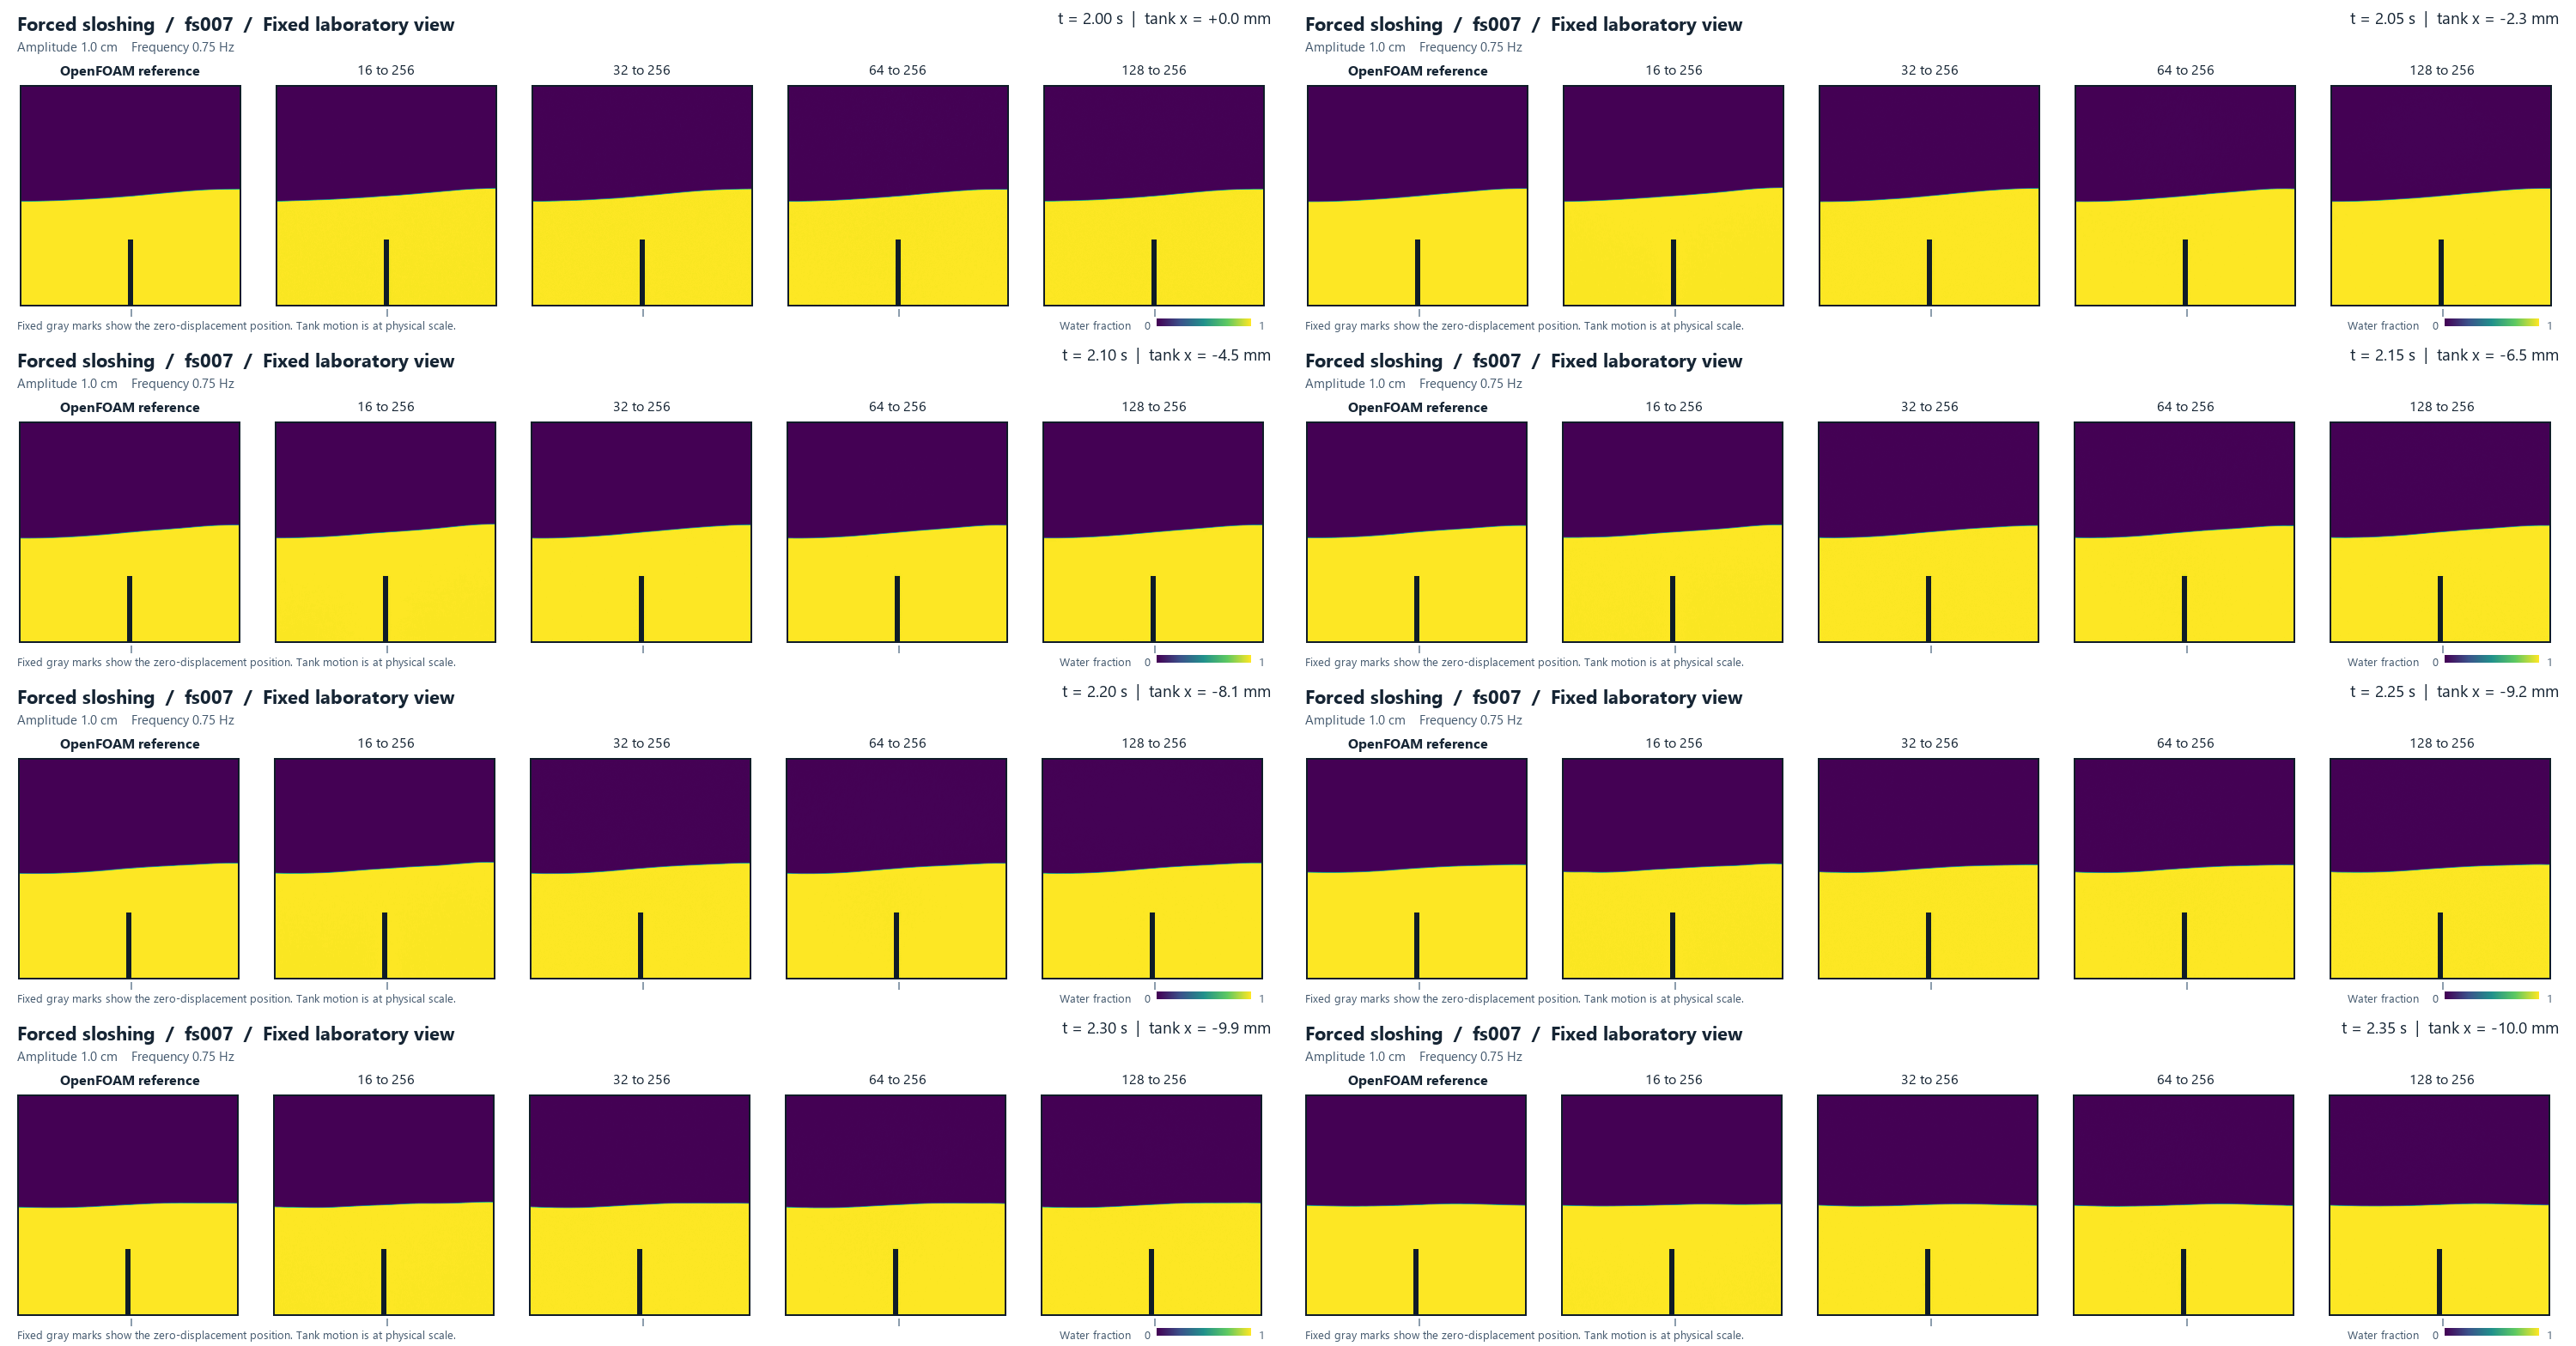 Forced sloshing / fs007 / Fixed laboratory view
t = 2.00 s | tank x = +0.0 mm
Amplitude 1.0 cm Frequency 0.75 Hz
OpenFOAM reference
16 to 256
32 to 256
64 to 256
128 to 256
Fixed gray marks show the zero-displacement position. Tank motion is at physical scale.
Water fraction 0 1
Forced sloshing / fs007 / Fixed laboratory view
t = 2.05 s | tank x = -2.3 mm
Amplitude 1.0 cm Frequency 0.75 Hz
OpenFOAM reference
16 to 256
32 to 256
64 to 256
128 to 256
Fixed gray marks show the zero-displacement position. Tank motion is at physical scale.
Water fraction 0 1
Forced sloshing / fs007 / Fixed laboratory view
t = 2.10 s | tank x = -4.5 mm
Amplitude 1.0 cm Frequency 0.75 Hz
OpenFOAM reference
16 to 256
32 to 256
64 to 256
128 to 256
Fixed gray marks show the zero-displacement position. Tank motion is at physical scale.
Water fraction 0 1
Forced sloshing / fs007 / Fixed laboratory view
t = 2.15 s | tank x = -6.5 mm
Amplitude 1.0 cm Frequency 0.75 Hz
OpenFOAM reference
16 to 256
32 to 256
64 to 256
128 to 256
Fixed gray marks show the zero-displacement position. Tank motion is at physical scale.
Water fraction 0 1
Forced sloshing / fs007 / Fixed laboratory view
t = 2.20 s | tank x = -8.1 mm
Amplitude 1.0 cm Frequency 0.75 Hz
OpenFOAM reference
16 to 256
32 to 256
64 to 256
128 to 256
Fixed gray marks show the zero-displacement position. Tank motion is at physical scale.
Water fraction 0 1
Forced sloshing / fs007 / Fixed laboratory view
t = 2.25 s | tank x = -9.2 mm
Amplitude 1.0 cm Frequency 0.75 Hz
OpenFOAM reference
16 to 256
32 to 256
64 to 256
128 to 256
Fixed gray marks show the zero-displacement position. Tank motion is at physical scale.
Water fraction 0 1
Forced sloshing / fs007 / Fixed laboratory view
t = 2.30 s | tank x = -9.9 mm
Amplitude 1.0 cm Frequency 0.75 Hz
OpenFOAM reference
16 to 256
32 to 256
64 to 256
128 to 256
Fixed gray marks show the zero-displacement position. Tank motion is at physical scale.
Water fraction 0 1
Forced sloshing / fs007 / Fixed laboratory view
t = 2.35 s | tank x = -10.0 mm
Amplitude 1.0 cm Frequency 0.75 Hz
OpenFOAM reference
16 to 256
32 to 256
64 to 256
128 to 256
Fixed gray marks show the zero-displacement position. Tank motion is at physical scale.
Water fraction 0 1